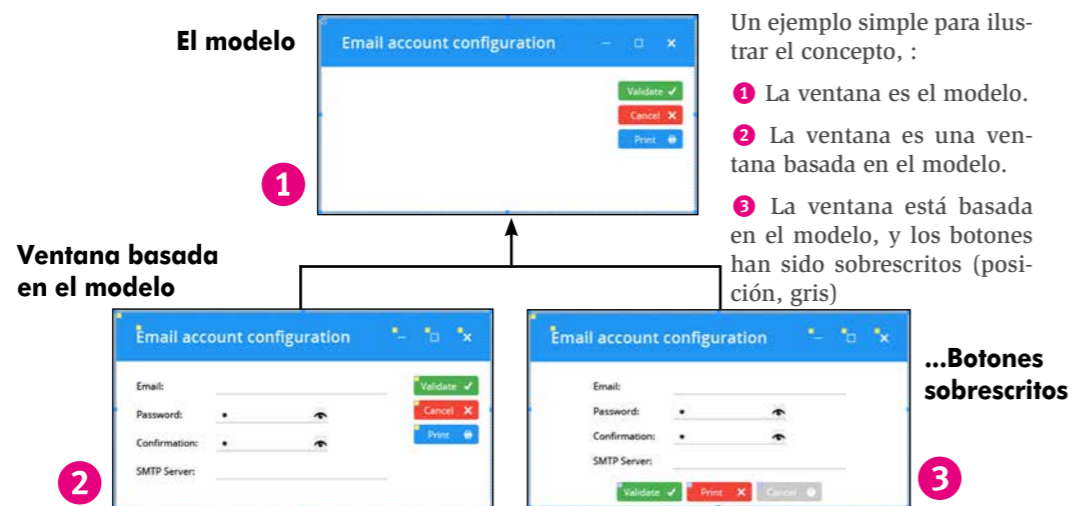 El modelo
Email account configuration
Validate
Cancel
Print
1
Un ejemplo simple para ilus-
trar el concepto, :
1 La ventana es el modelo.
2 La ventana es una ven-
tana basada en el modelo.
3 La ventana está basada
en el modelo, y los botones
han sido sobrescritos (posi-
ción, gris)
Ventana basada
en el modelo
Email account configuration
Email:
Password:
Confirmation:
SMTP Server:
Validate
Cancel
Print
2
Email account configuration
Email:
Password:
Confirmation:
SMTP Server:
Validate Print Cancel
3
...Botones
sobrescritos